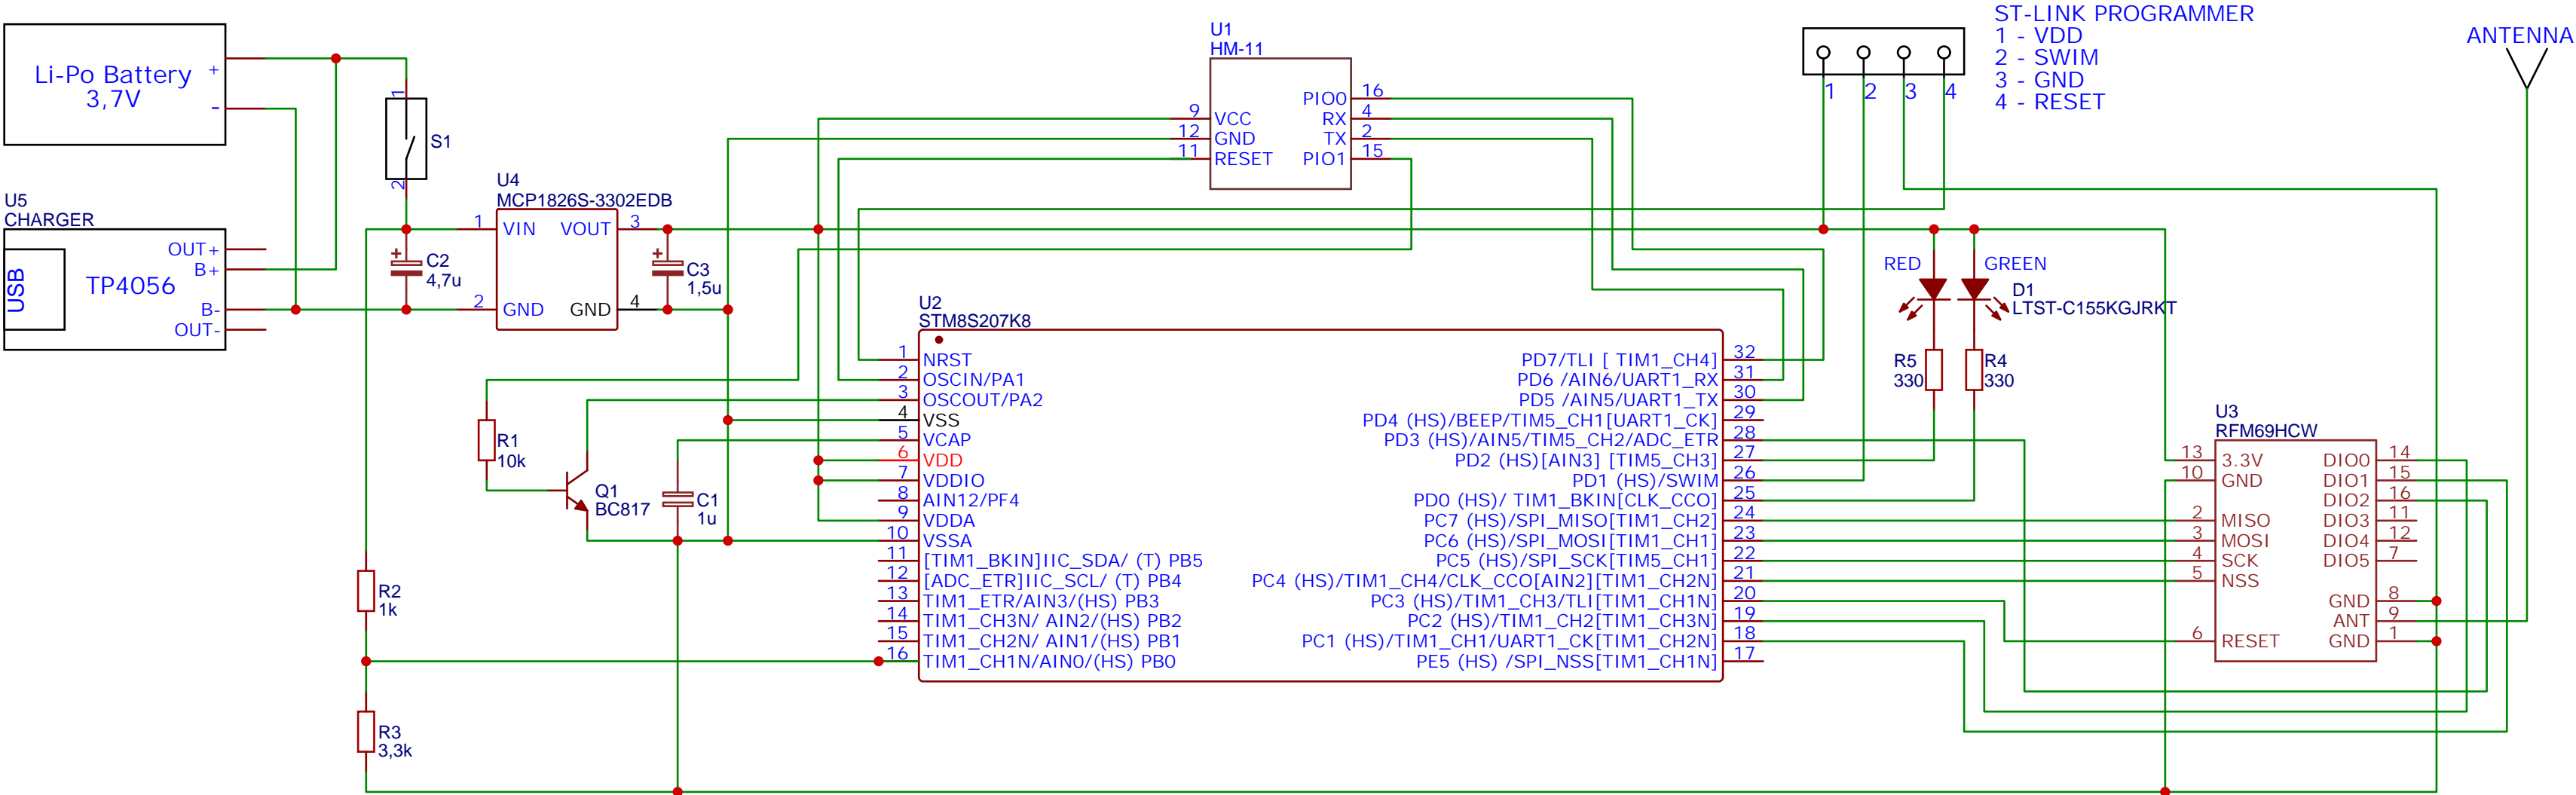 Li-Po Battery
3,7V
+
-
U5
CHARGER
USB
TP4056
OUT+
B+
B-
OUT-
1
2
S1
+
C2
4,7u
U4
MCP1826S-3302EDB
1 VIN VOUT 3
2 GND GND 4
+
C3
1,5u
U1
HM-11
9 VCC
12 GND
11 RESET
PIO0 16
RX 4
TX 2
PIO1 15
ST-LINK PROGRAMMER
1 - VDD
2 - SWIM
3 - GND
4 - RESET
1 2 3 4
ANTENNA
RED
GREEN
D1
LTST-C155KGJRKT
R5
330
R4
330
R1
10k
Q1
BC817
C1
1u
R2
1k
R3
3,3k
U2
STM8S207K8
1 NRST
2 OSCIN/PA1
3 OSCOUT/PA2
4 VSS
5 VCAP
6 VDD
7 VDDIO
8 AIN12/PF4
9 VDDA
10 VSSA
11 [TIM1_BKIN]IIC_SDA/ (T) PB5
12 [ADC_ETR]IIC_SCL/ (T) PB4
13 TIM1_ETR/AIN3/(HS) PB3
14 TIM1_CH3N/ AIN2/(HS) PB2
15 TIM1_CH2N/ AIN1/(HS) PB1
16 TIM1_CH1N/AIN0/(HS) PB0
PD7/TLI [ TIM1_CH4] 32
PD6 /AIN6/UART1_RX 31
PD5 /AIN5/UART1_TX 30
PD4 (HS)/BEEP/TIM5_CH1[UART1_CK] 29
PD3 (HS)/AIN5/TIM5_CH2/ADC_ETR 28
PD2 (HS)[AIN3] [TIM5_CH3] 27
PD1 (HS)/SWIM 26
PD0 (HS)/ TIM1_BKIN[CLK_CCO] 25
PC7 (HS)/SPI_MISO[TIM1_CH2] 24
PC6 (HS)/SPI_MOSI[TIM1_CH1] 23
PC5 (HS)/SPI_SCK[TIM5_CH1] 22
PC4 (HS)/TIM1_CH4/CLK_CCO[AIN2][TIM1_CH2N] 21
PC3 (HS)/TIM1_CH3/TLI[TIM1_CH1N] 20
PC2 (HS)/TIM1_CH2[TIM1_CH3N] 19
PC1 (HS)/TIM1_CH1/UART1_CK[TIM1_CH2N] 18
PE5 (HS) /SPI_NSS[TIM1_CH1N] 17
U3
RFM69HCW
13 3.3V
10 GND
2 MISO
3 MOSI
4 SCK
5 NSS
6 RESET
DIO0 14
DIO1 15
DIO2 16
DIO3 11
DIO4 12
DIO5 7
GND 8
ANT 9
GND 1